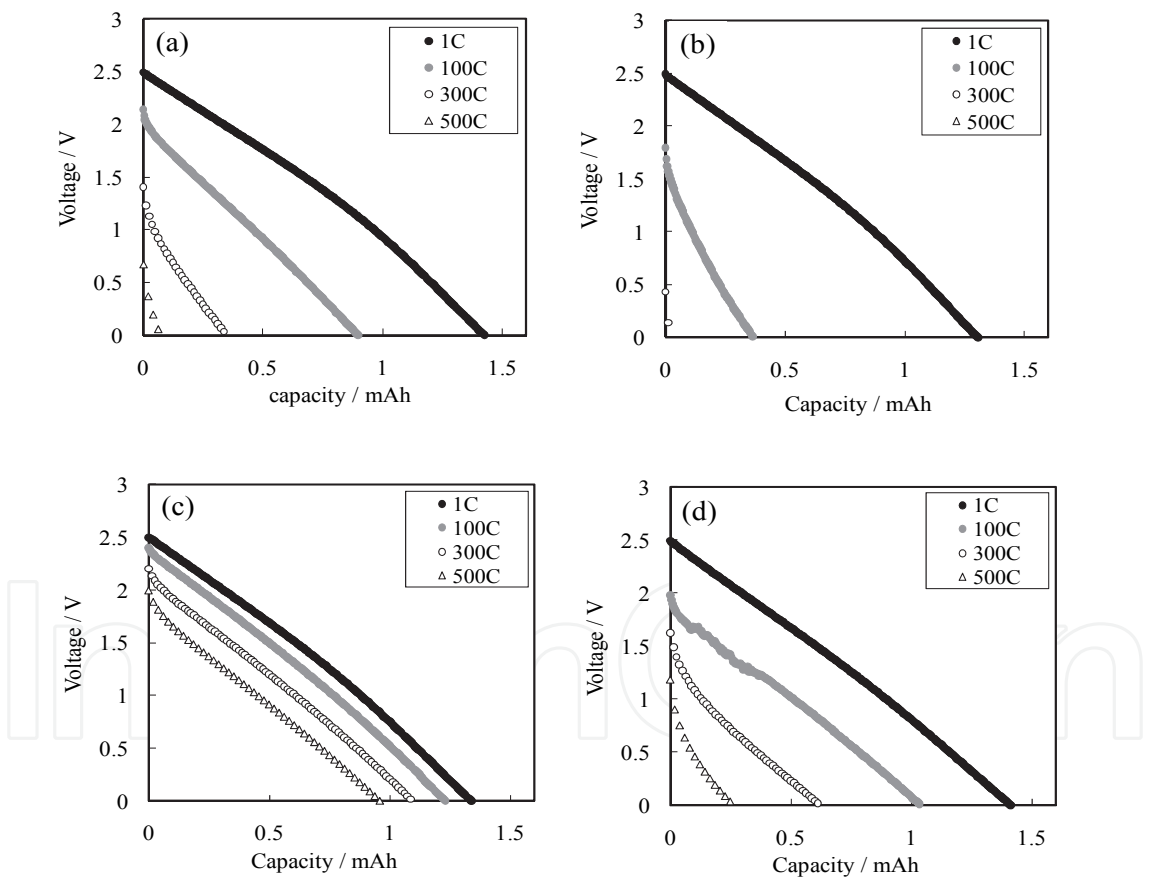 (a)
1C
100C
300C
500C
3
2.5
2
1.5
1
0.5
0
Voltage / V
0 0.5 1 1.5
capacity / mAh
(b)
1C
100C
300C
500C
3
2.5
2
1.5
1
0.5
0
Voltage / V
0 0.5 1 1.5
Capacity / mAh
(c)
1C
100C
300C
500C
3
2.5
2
1.5
1
0.5
0
Voltage / V
0 0.5 1 1.5
Capacity / mAh
(d)
1C
100C
300C
500C
3
2.5
2
1.5
1
0.5
0
Voltage / V
0 0.5 1 1.5
Capacity / mAh